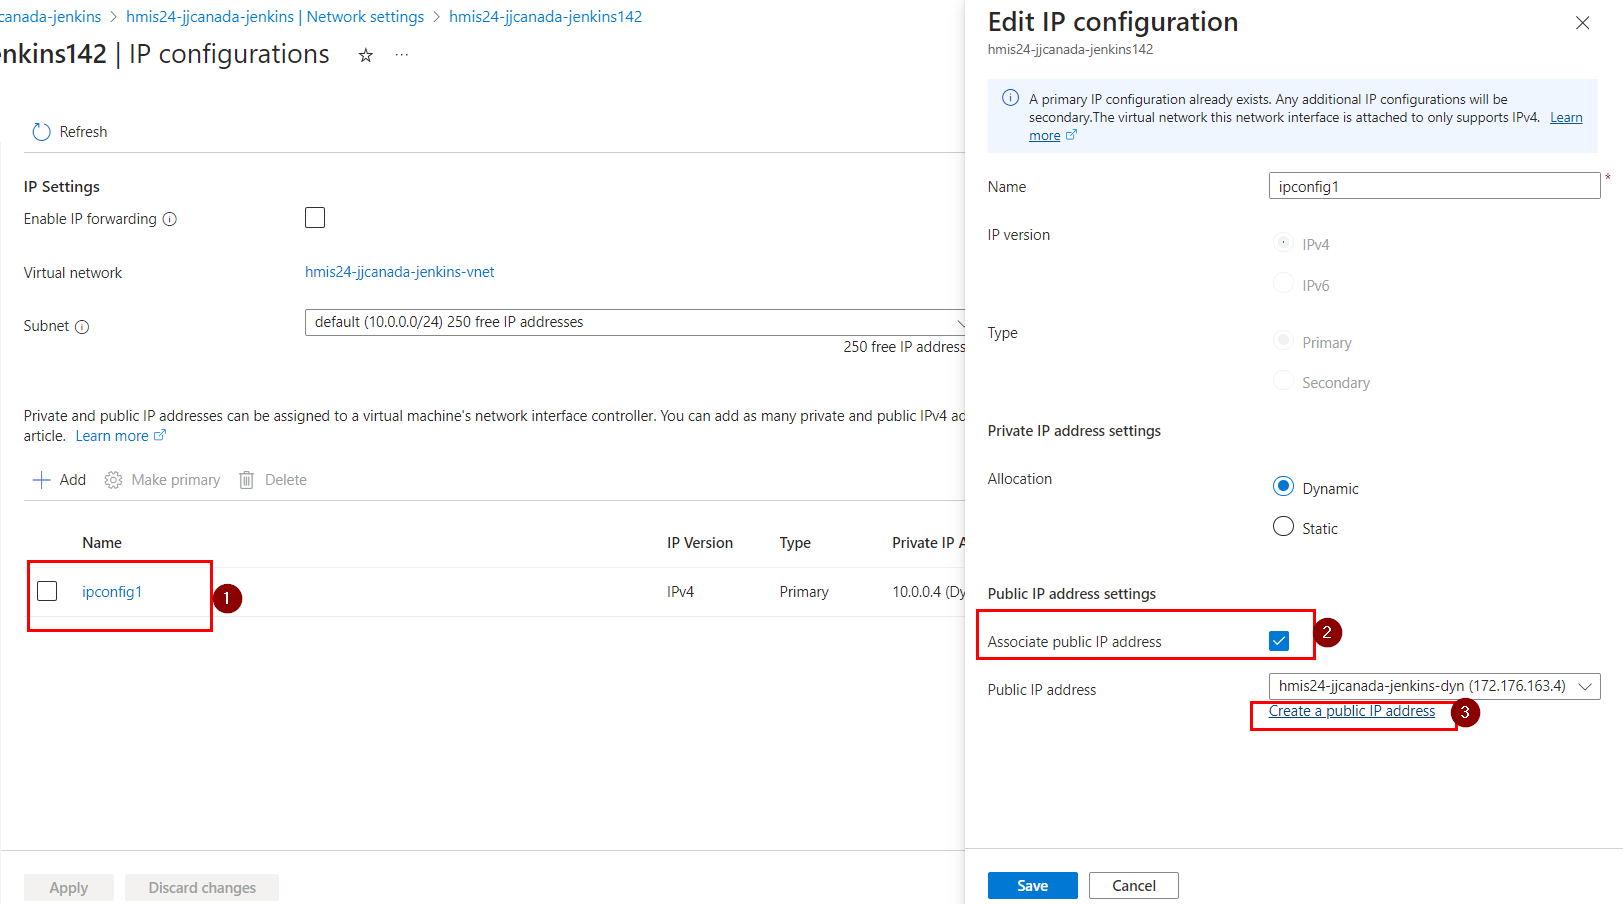 canada-jenkins > hmis24-jjcanada-jenkins | Network settings > hmis24-jjcanada-jenkins142
enkins142 | IP configurations
Refresh
IP Settings
Enable IP forwarding
Virtual network
hmis24-jjcanada-jenkins-vnet
Subnet
default (10.0.0.0/24) 250 free IP addresses
250 free IP address
Private and public IP addresses can be assigned to a virtual machine's network interface controller. You can add as many private and public IPv4 ad
article. Learn more
Add Make primary Delete
Name IP Version Type Private IP A
ipconfig1 IPv4 Primary 10.0.0.4 (Dy
1
Apply Discard changes
Edit IP configuration
hmis24-jjcanada-jenkins142
A primary IP configuration already exists. Any additional IP configurations will be
secondary.The virtual network this network interface is attached to only supports IPv4. Learn
more
Name
ipconfig1 *
IP version
IPv4
IPv6
Type
Primary
Secondary
Private IP address settings
Allocation
Dynamic
Static
Public IP address settings
Associate public IP address
2
Public IP address
hmis24-jjcanada-jenkins-dyn (172.176.163.4)
Create a public IP address
3
Save Cancel